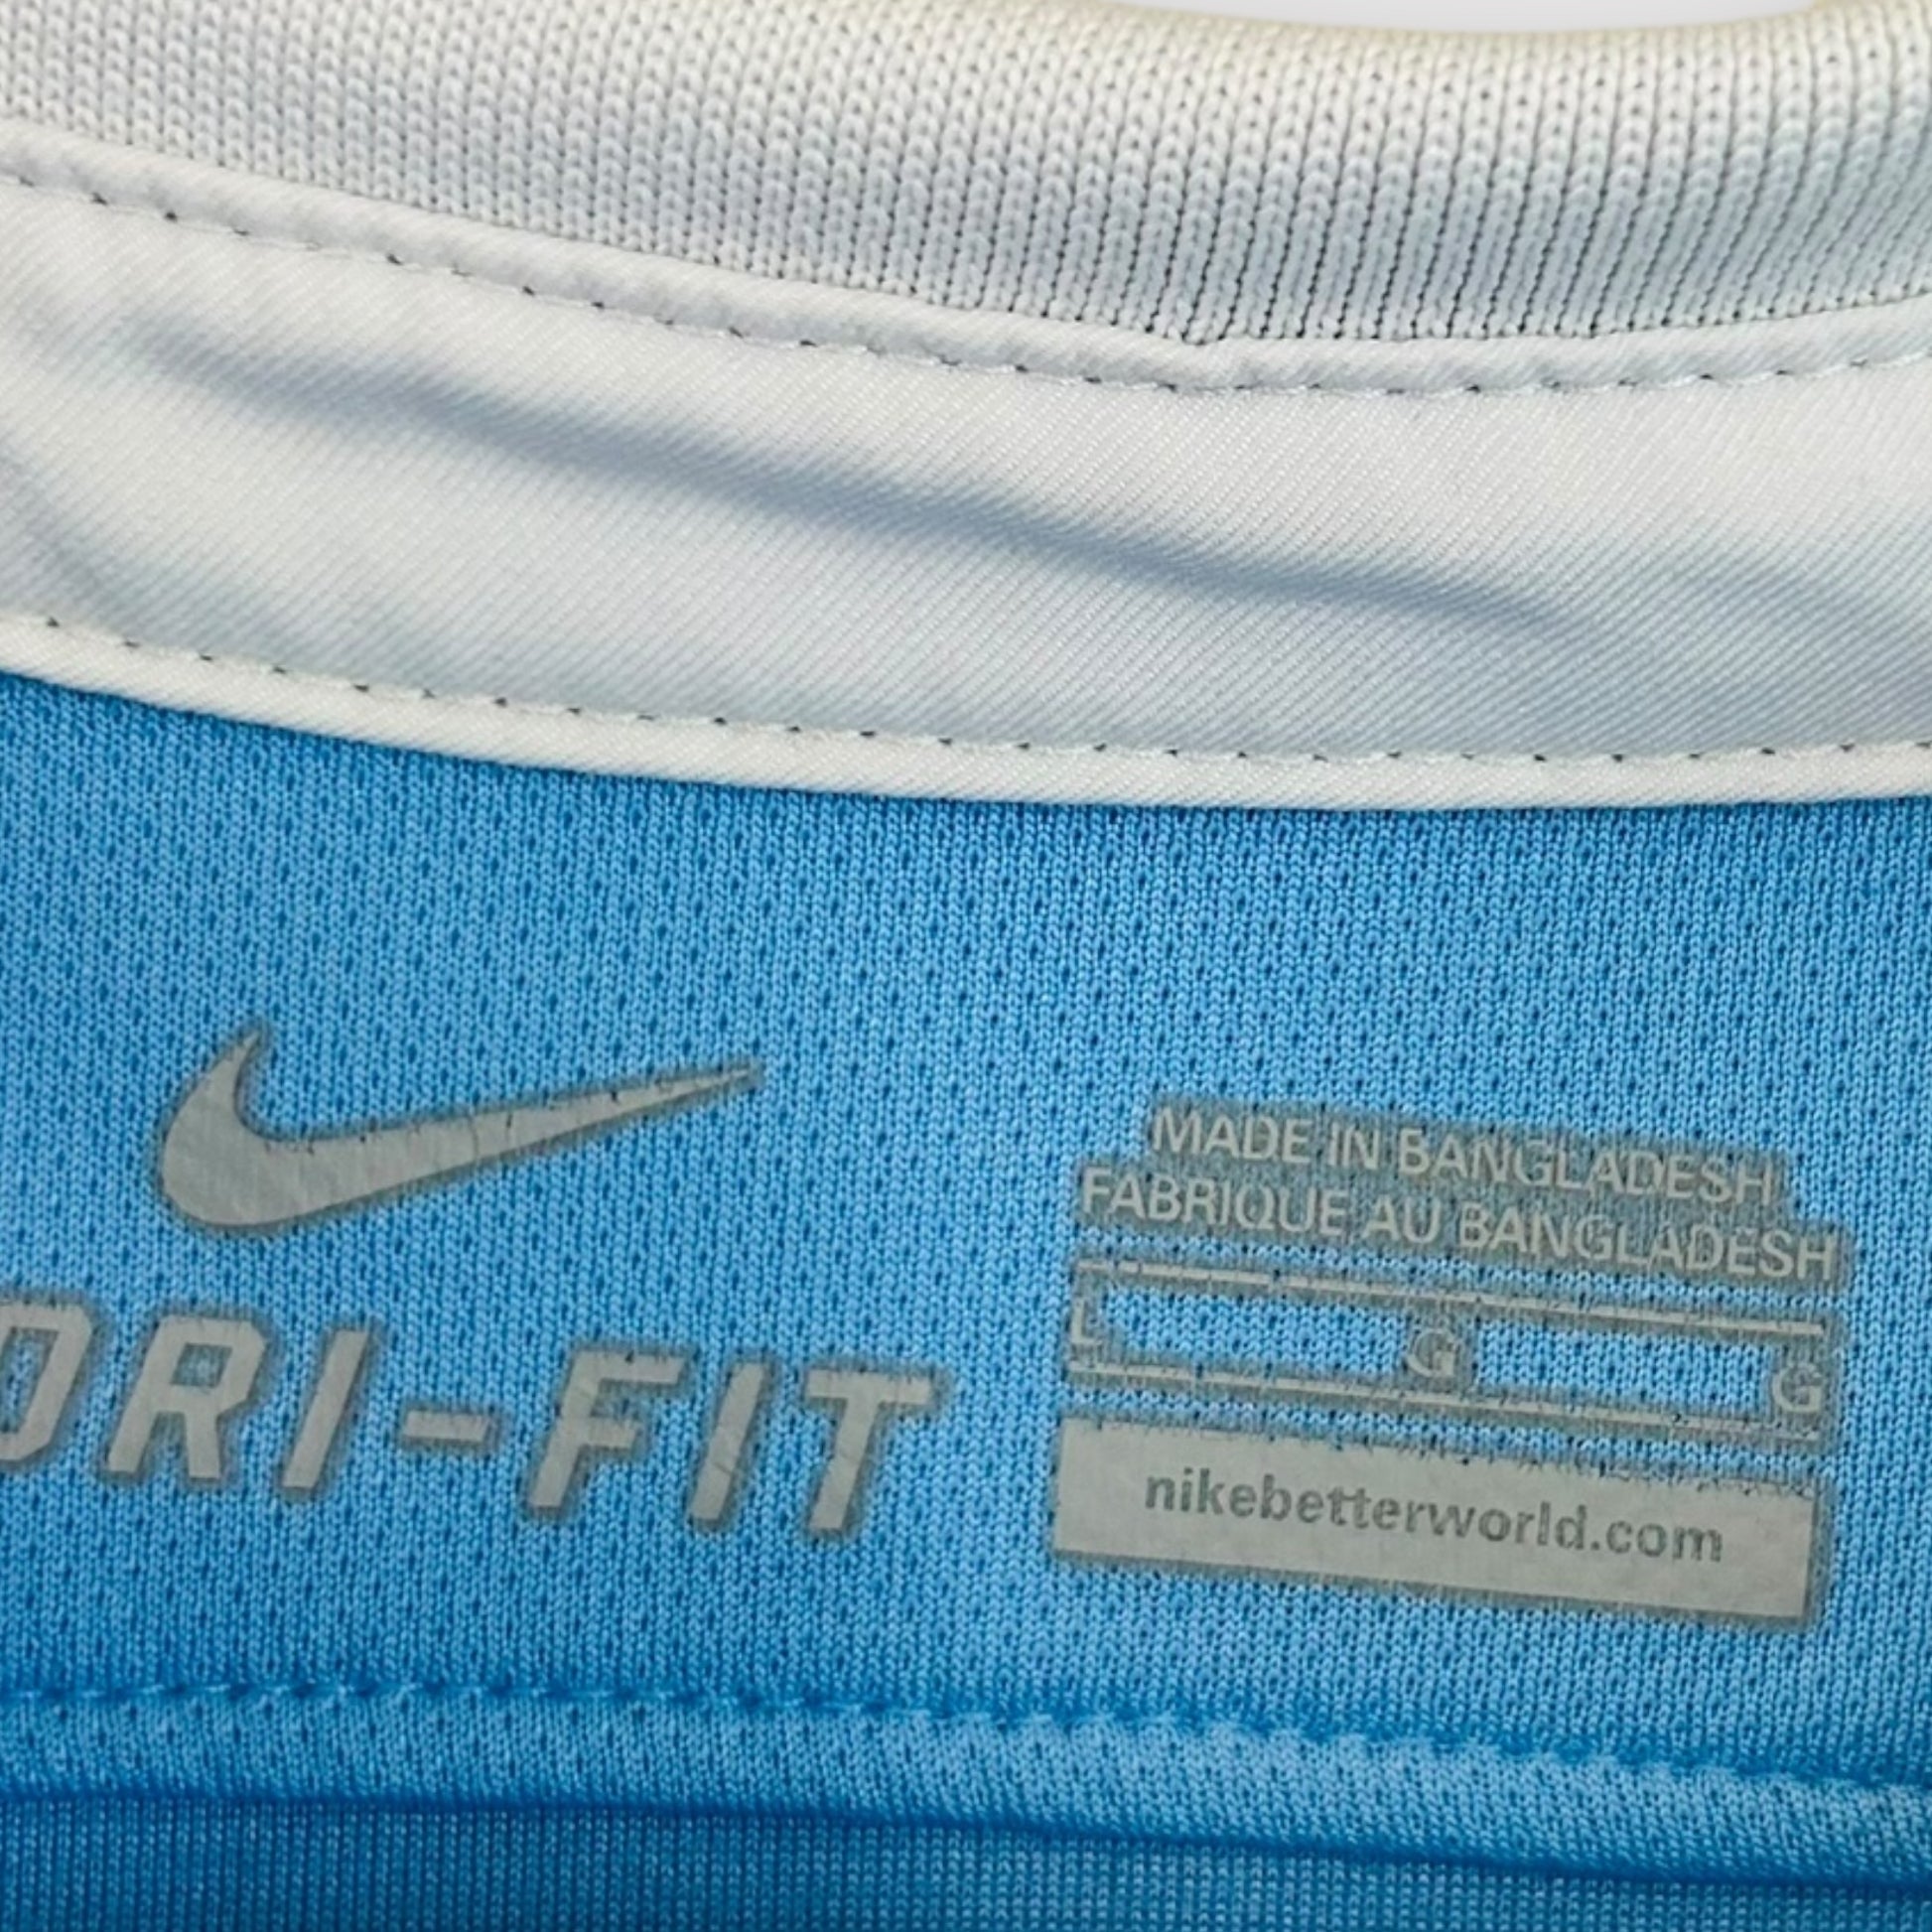 DRI-FIT
MADE IN BANGLADESH
FABRIQUE AU BANGLADESH
L G G
nikebetterworld.com